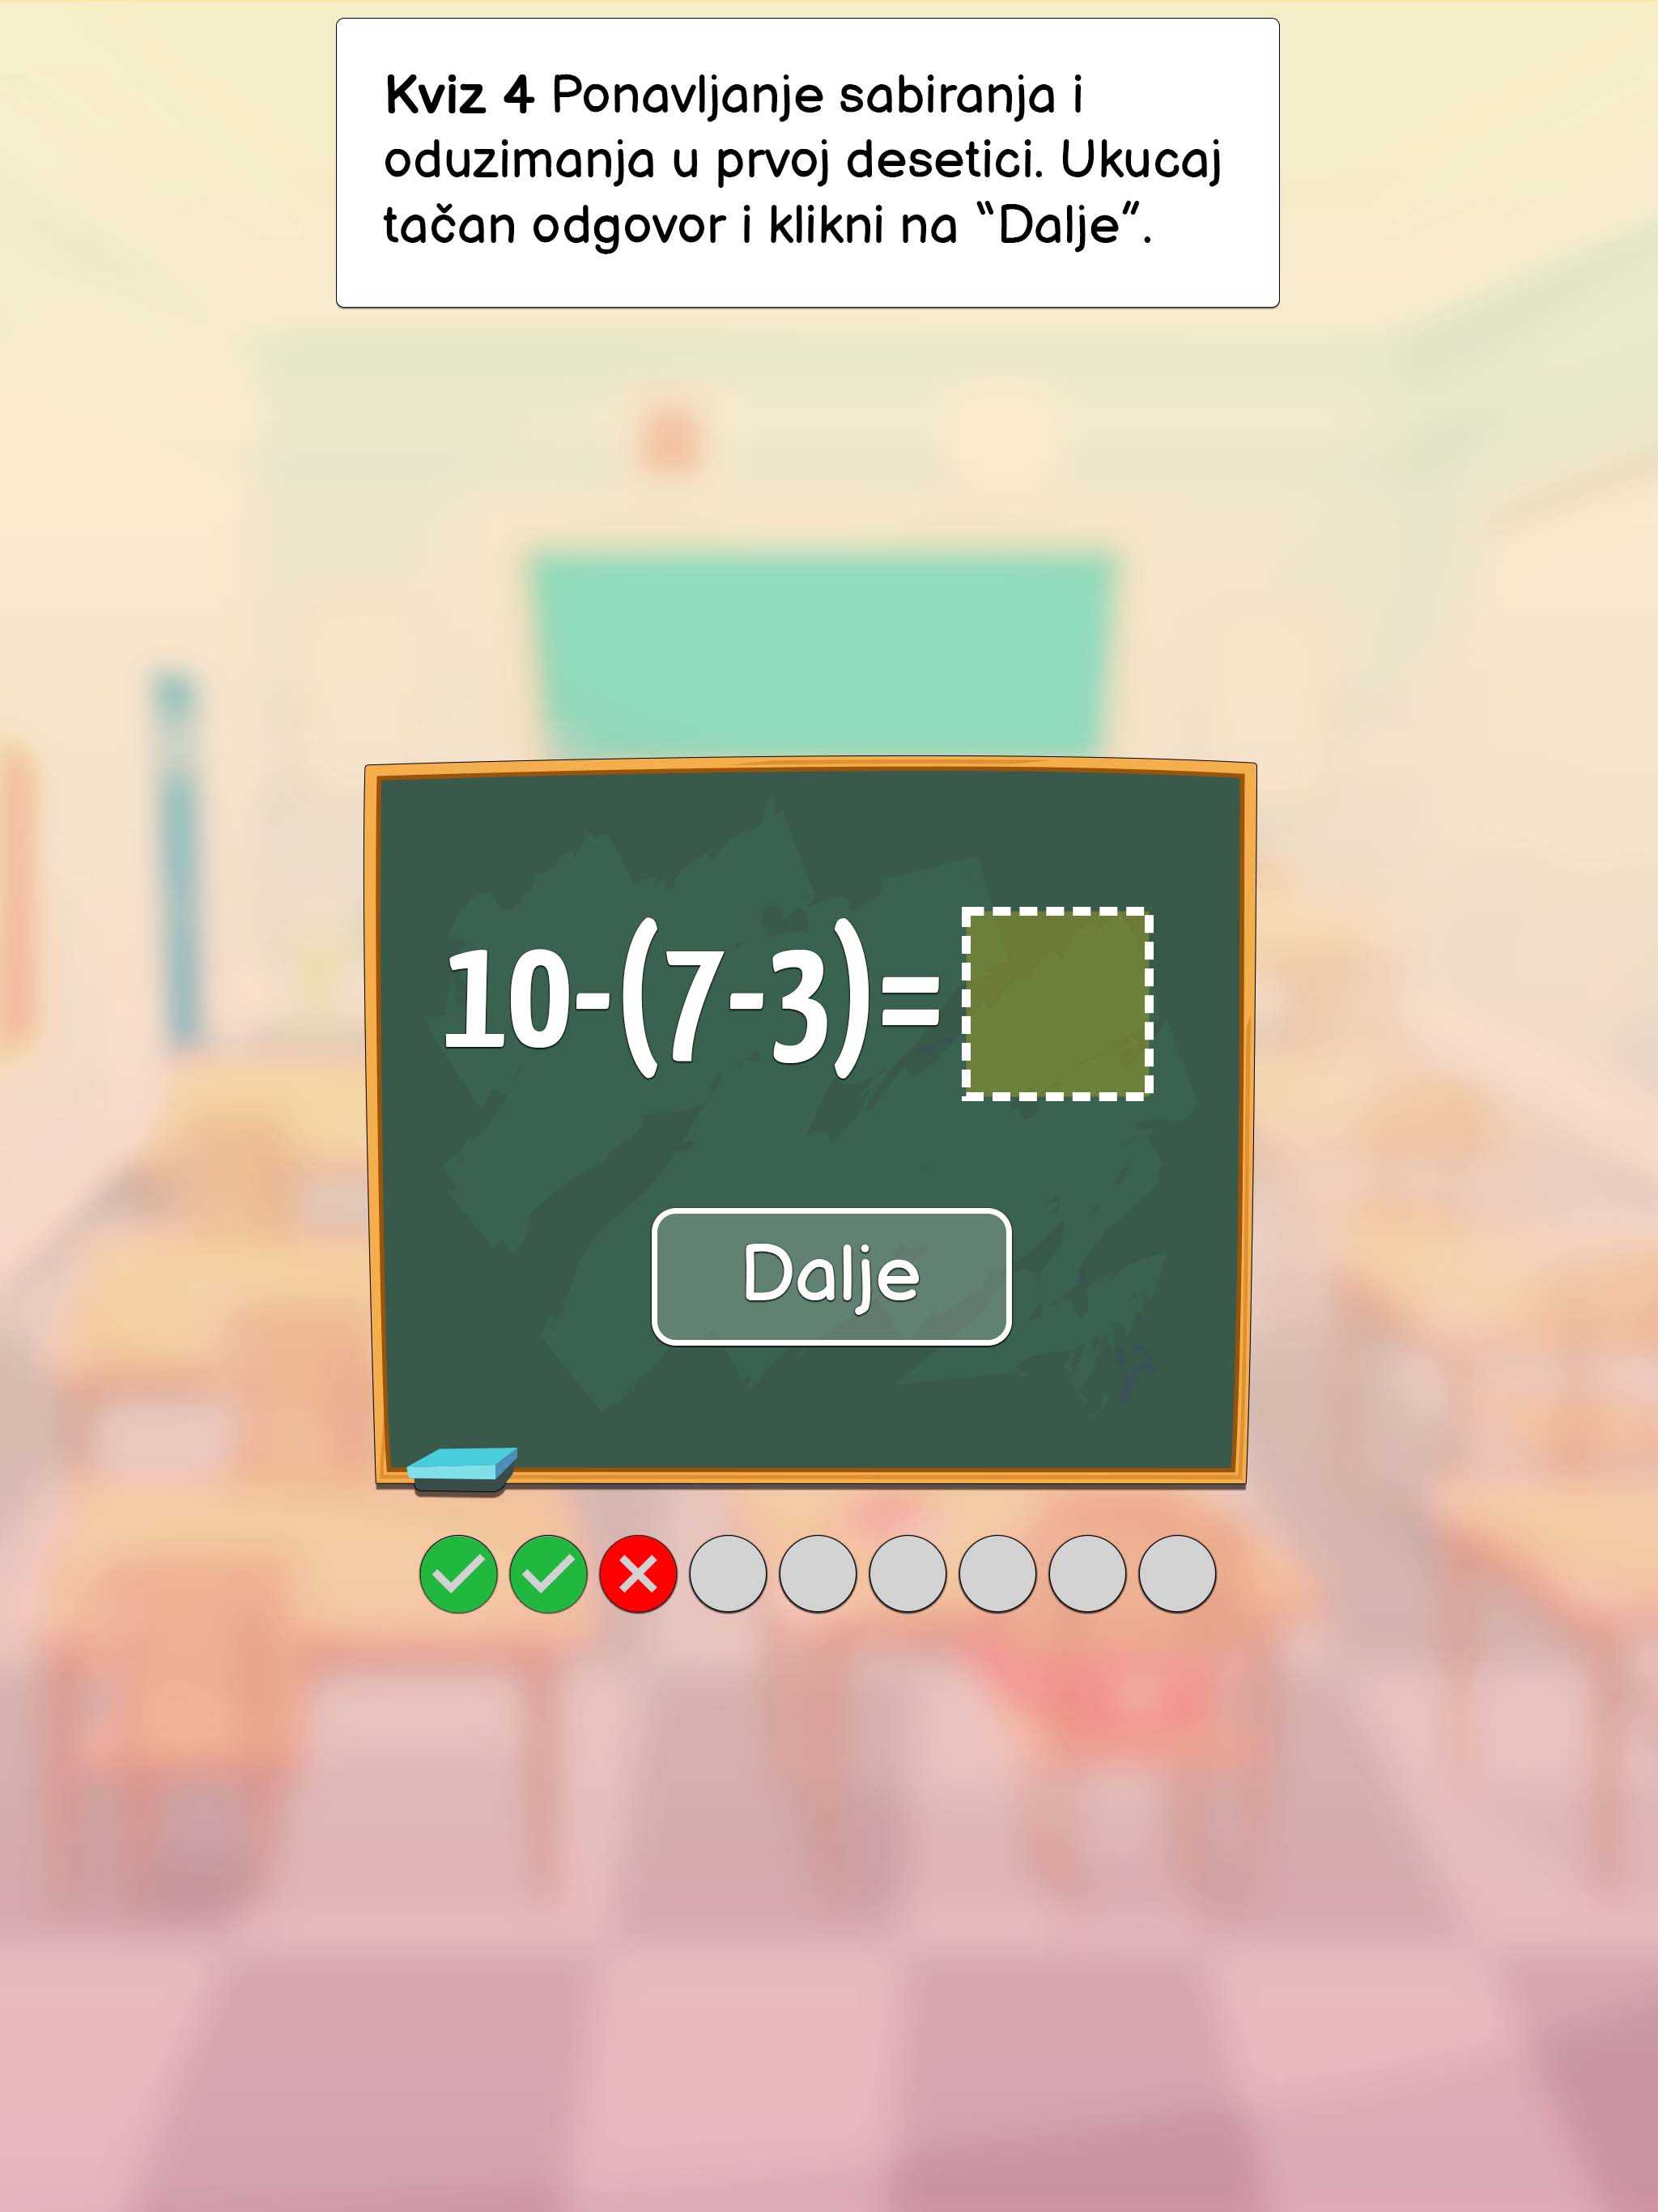 Kviz 4 Ponavljanje sabiranja i
oduzimanja u prvoj desetici. Ukucaj
tačan odgovor i klikni na “Dalje”.
10-(7-3)=
Dalje